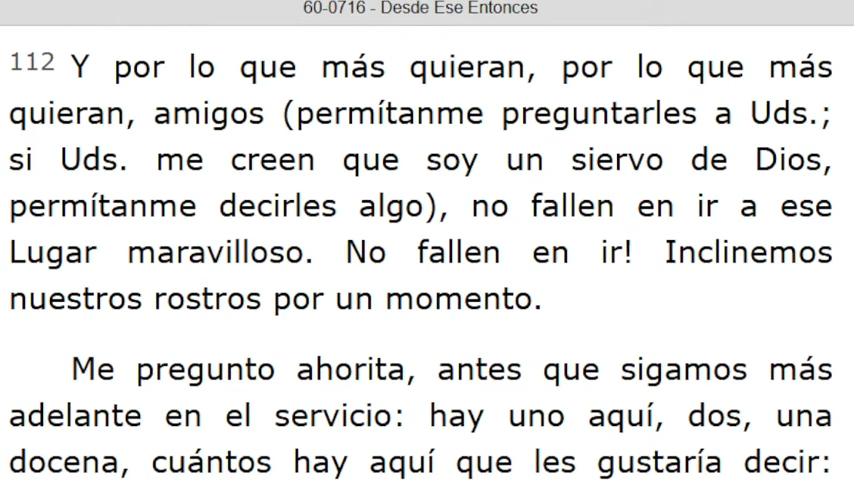 60-0716 - Desde Ese Entonces
112 Y por lo que más quieran, por lo que más
quieran, amigos (permítanme preguntarles a Uds.;
si Uds. me creen que soy un siervo de Dios,
permítanme decirles algo), no fallen en ir a ese
Lugar maravilloso. No fallen en ir! Inclinemos
nuestros rostros por un momento.
Me pregunto ahorita, antes que sigamos más
adelante en el servicio: hay uno aquí, dos, una
docena, cuántos hay aquí que les gustaría decir: